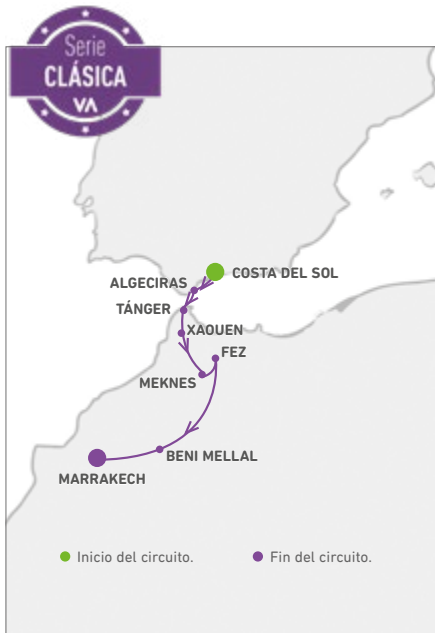 Serie
CLÁSICA
VA
COSTA DEL SOL
ALGECIRAS
TÁNGER
XAOUEN
FEZ
MEKNES
BENI MELLAL
MARRAKECH
Inicio del circuito.
Fin del circuito.